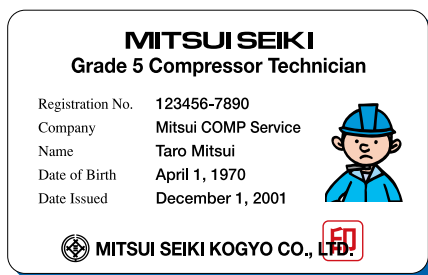 MITSUI SEIKI
Grade 5 Compressor Technician
Registration No. 123456-7890
Company Mitsui COMP Service
Name Taro Mitsui
Date of Birth April 1, 1970
Date Issued December 1, 2001
MITSUI SEIKI KOGYO CO., LTD.
印